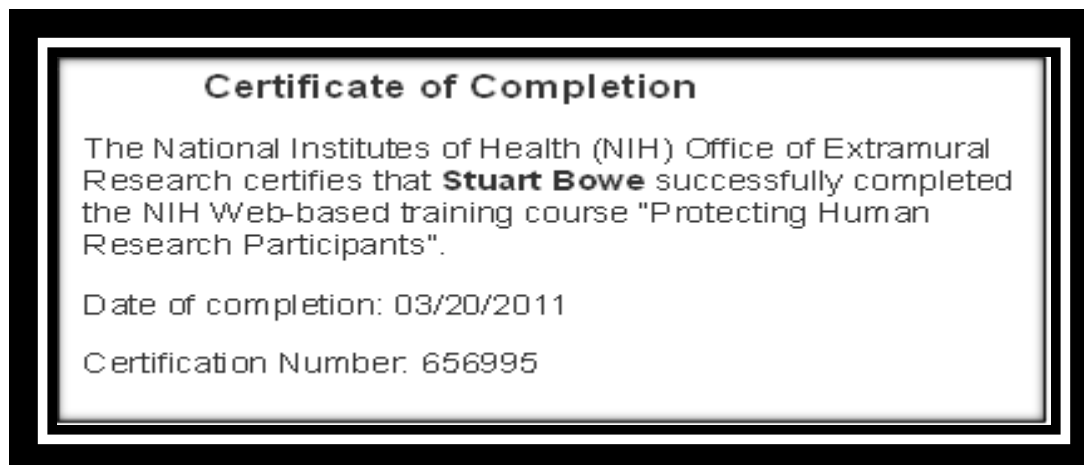 Certificate of Completion
The National Institutes of Health (NIH) Office of Extramural
Research certifies that Stuart Bowe successfully completed
the NIH Web-based training course "Protecting Human
Research Participants".
Date of completion: 03/20/2011
Certification Number: 656995